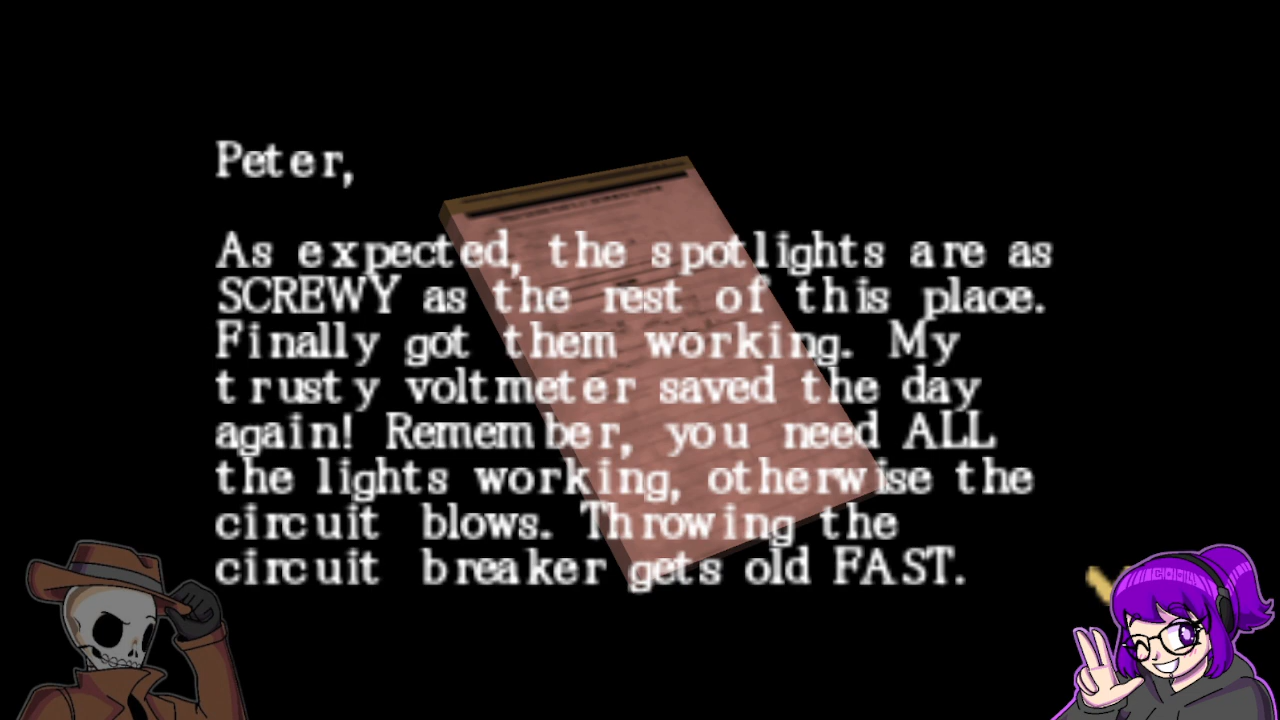 Peter,
As expected, the spotlights are as
SCREWY as the rest of this place.
Finally got them working. My
trusty voltmeter saved the day
again! Remember, you need ALL
the lights working, otherwise the
circuit blows. Throwing the
circuit breaker gets old FAST.